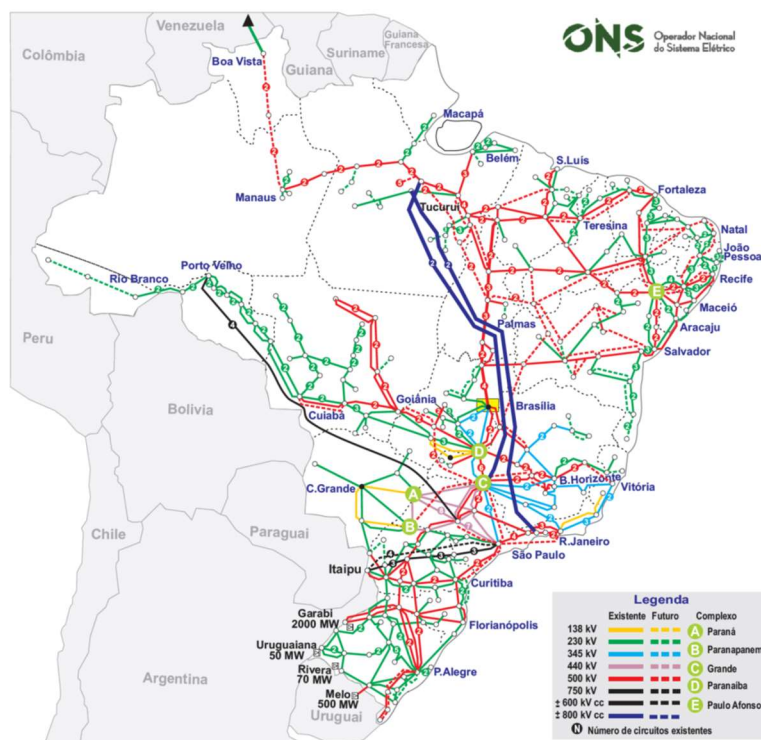 ONS
Operador Nacional
do Sistema Elétrico
Colômbia
Venezuela
Guiana
Suriname
Guiana
Francesa
Boa Vista
Macapá
Belém
S.Luís
Fortaleza
Manaus
Tucuruí
Teresina
Natal
João
Pessoa
Recife
Maceió
Aracaju
Salvador
E
Rio Branco
Porto Velho
Palmas
Peru
Bolívia
Cuiabá
Goiânia
Brasília
D
C
B.Horizonte
Vitória
C.Grande
A
B
R.Janeiro
São Paulo
Chile
Paraguai
Itaipu
Curitiba
Garabi
2000 MW
Florianópolis
Uruguaiana
50 MW
Rivera
70 MW
Melo
500 MW
P.Alegre
Argentina
Uruguai
Legenda
Existente Futuro Complexo
138 kV A Paraná
230 kV B Paranapanem
345 kV
440 kV C Grande
500 kV D Paranaiba
750 kV
± 600 kV cc E Paulo Afonso
± 800 kV cc
N Número de circuitos existentes